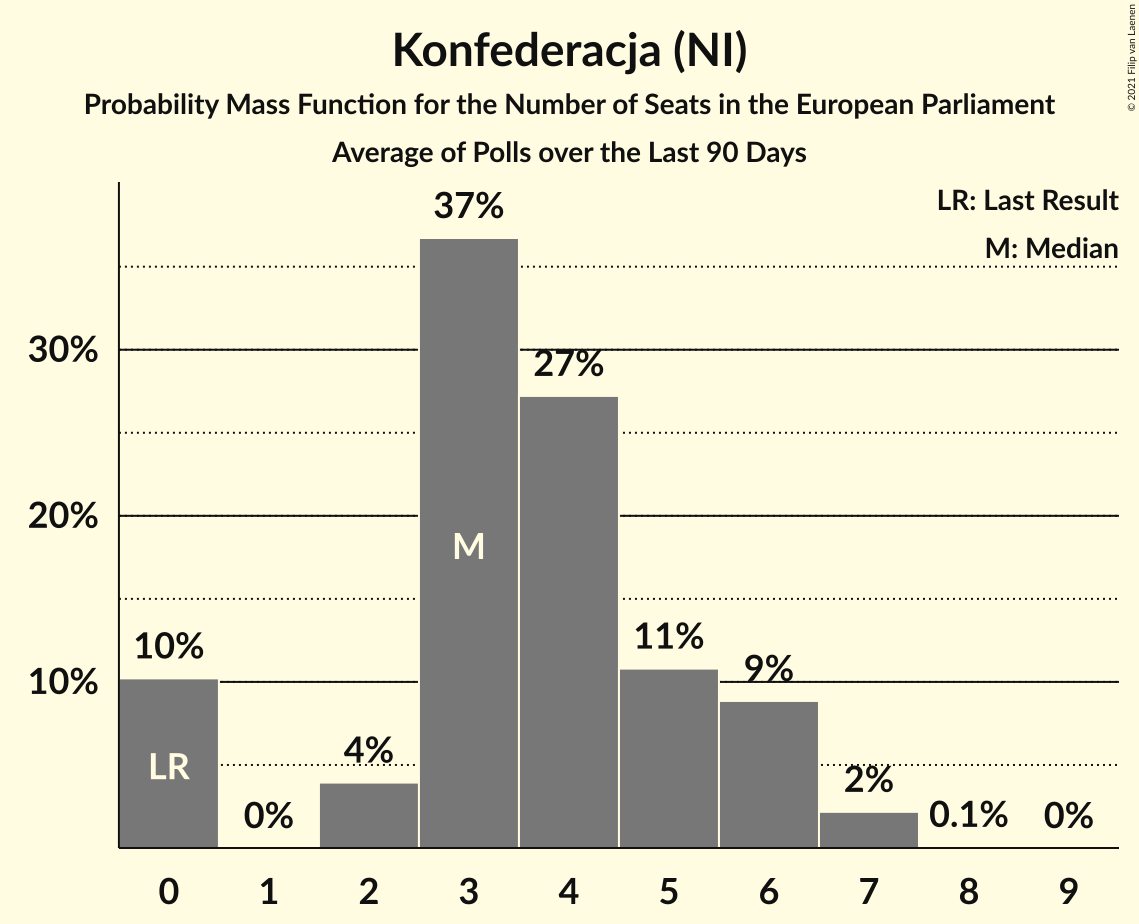 Konfederacja (NI)
Probability Mass Function for the Number of Seats in the European Parliament
Average of Polls over the Last 90 Days
© 2021 Filip van Laenen
LR: Last Result
M: Median
37%
30%
27%
20%
M
10%
11%
9%
10%
LR
0%
4%
2%
0.1%
0%
0 1 2 3 4 5 6 7 8 9